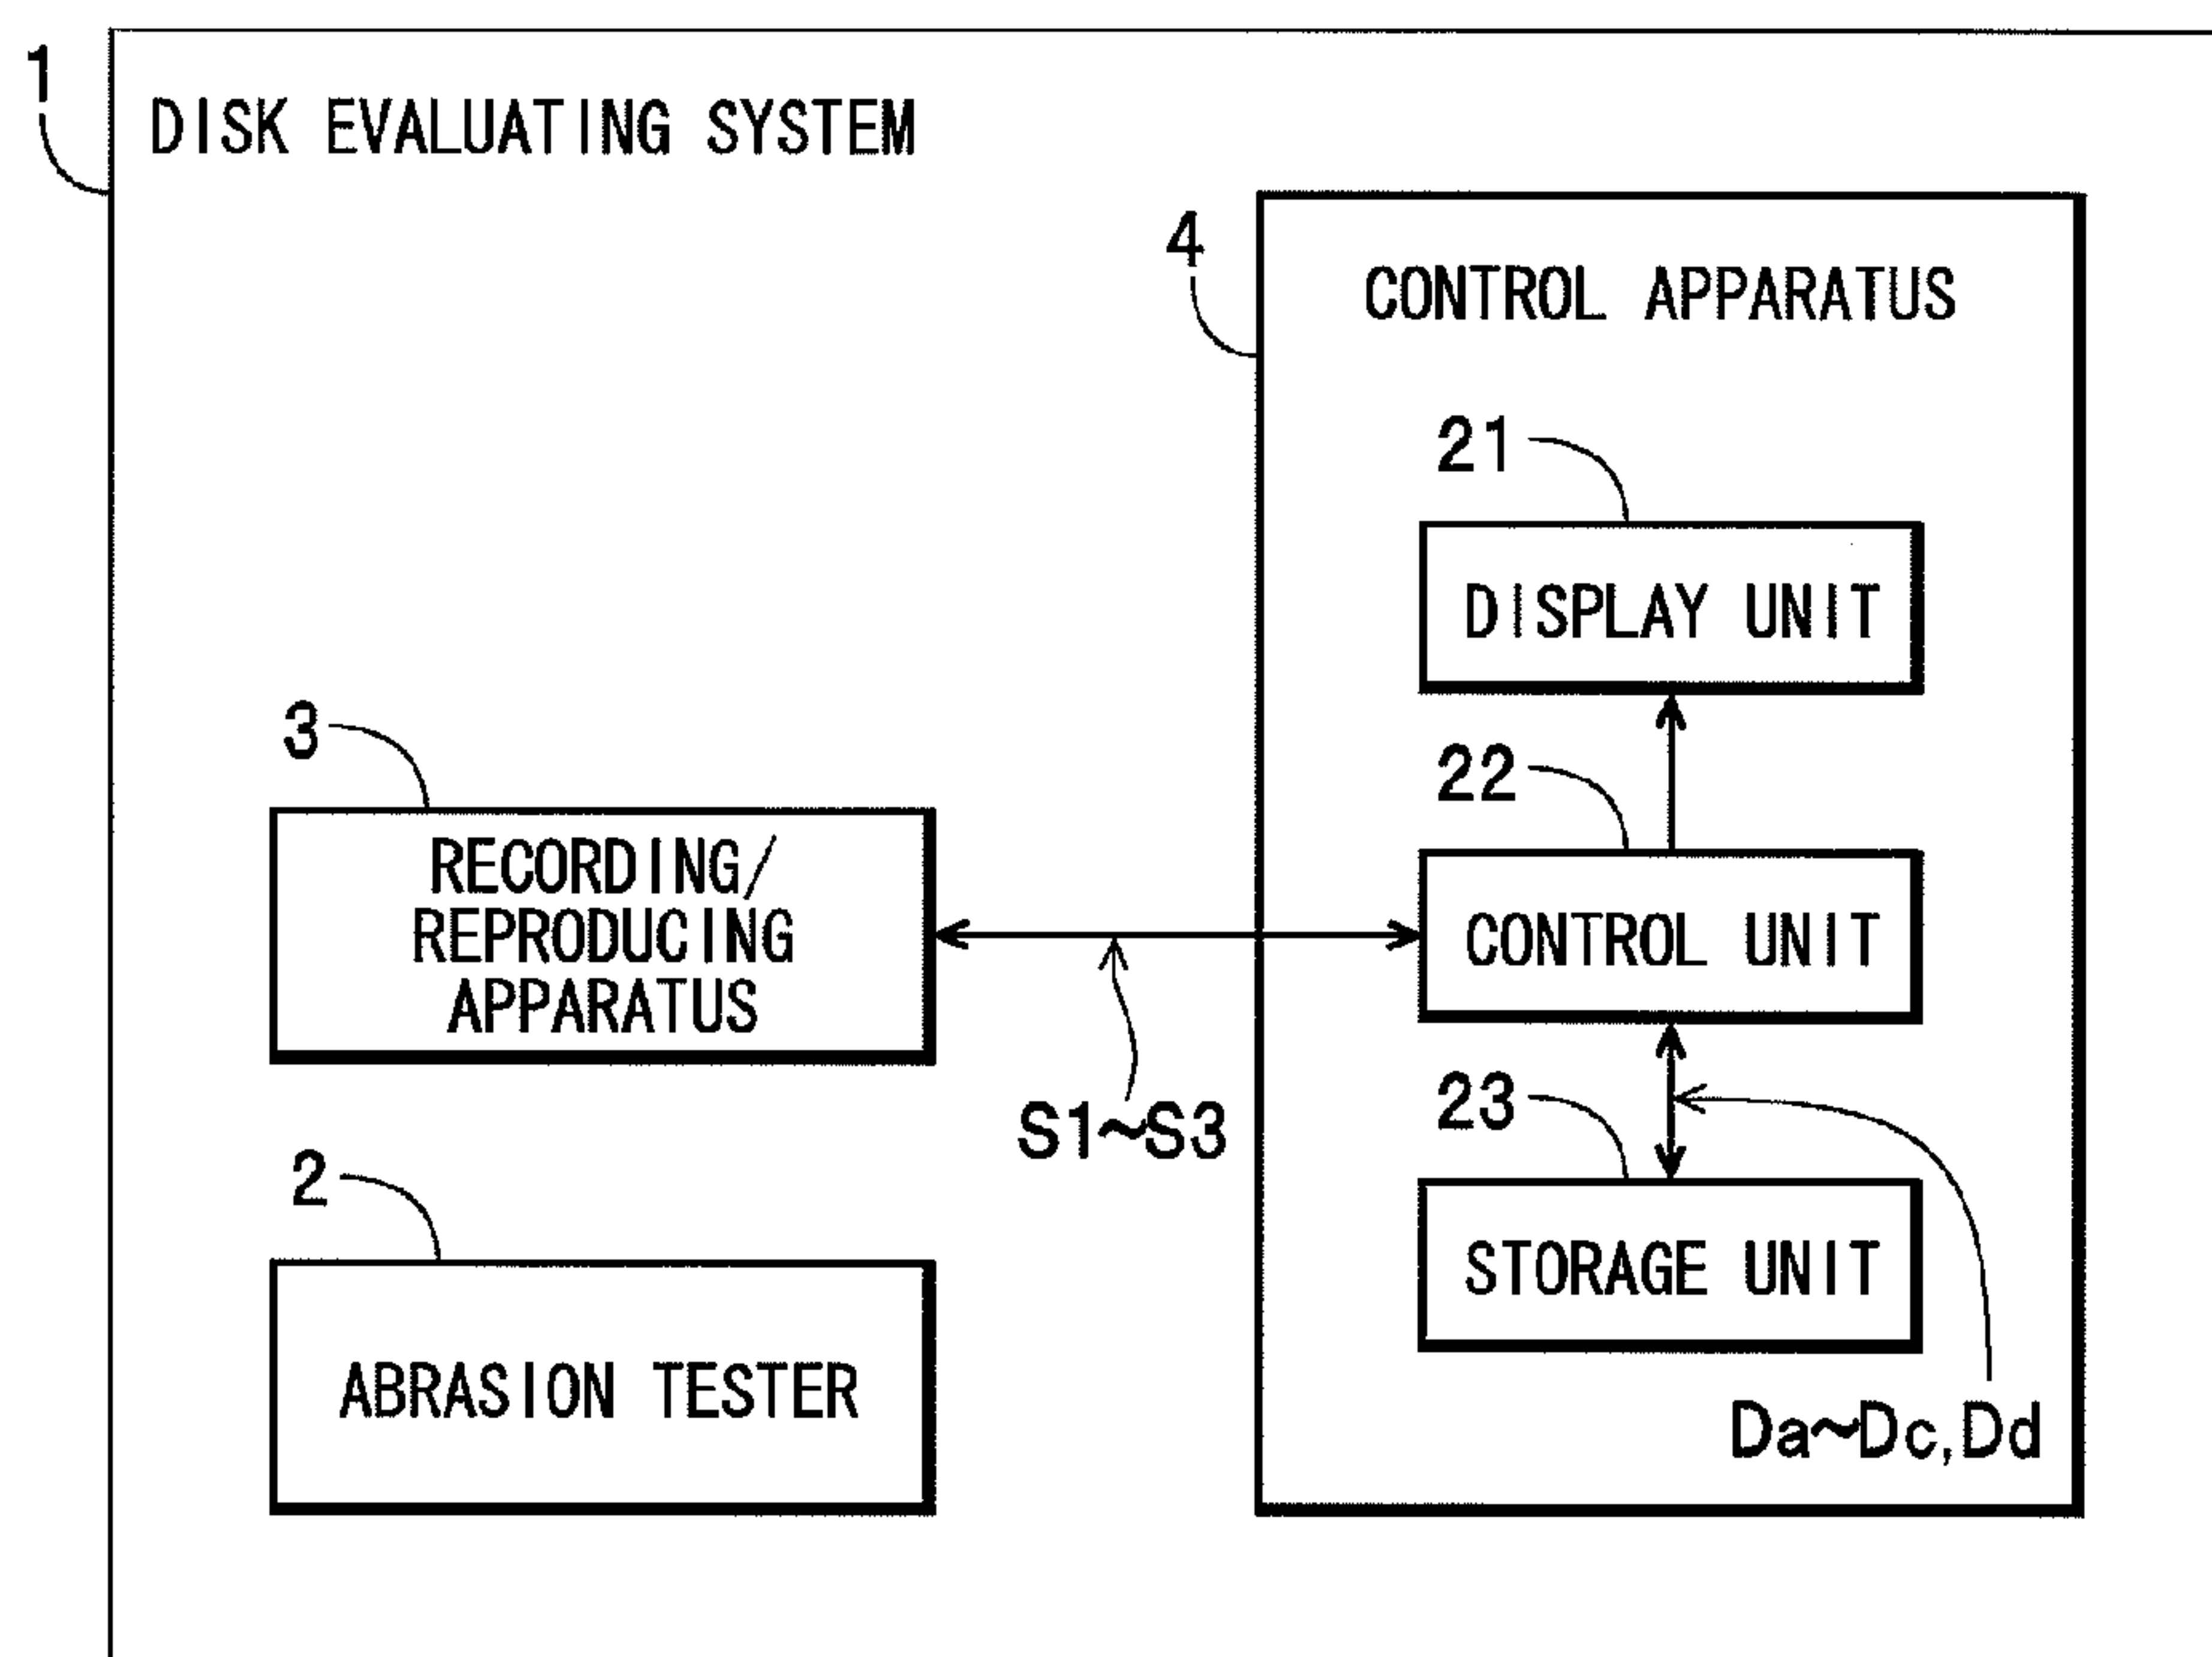 1
DISK EVALUATING SYSTEM
4
CONTROL APPARATUS
21
DISPLAY UNIT
3
22
RECORDING/
REPRODUCING
APPARATUS
CONTROL UNIT
S1~S3
23
2
STORAGE UNIT
ABRASION TESTER
Da~Dc,Dd